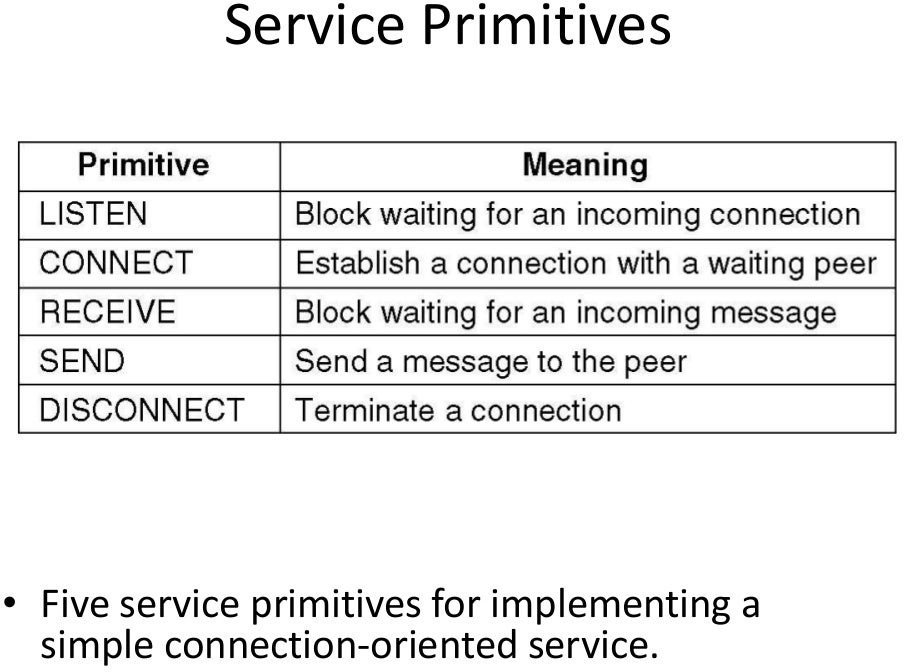 Service Primitives
Primitive Meaning
LISTEN Block waiting for an incoming connection
CONNECT Establish a connection with a waiting peer
RECEIVE Block waiting for an incoming message
SEND Send a message to the peer
DISCONNECT Terminate a connection
• Five service primitives for implementing a
simple connection-oriented service.